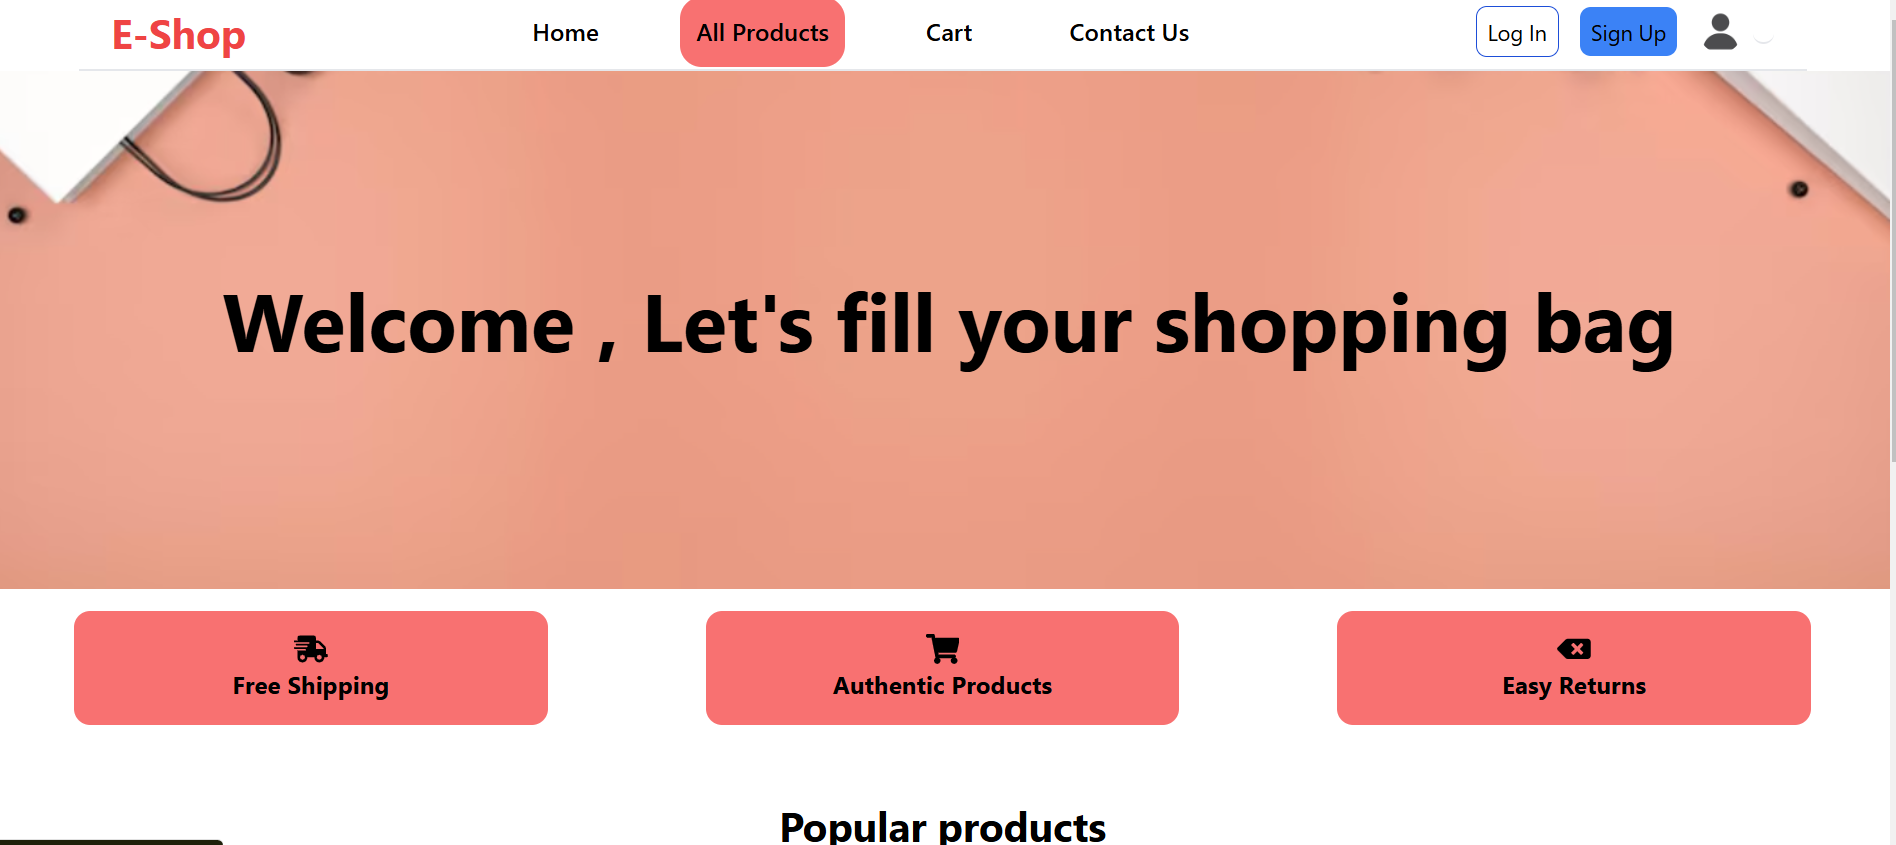 E-Shop
Home
All Products
Cart
Contact Us
Log In
Sign Up
Welcome , Let's fill your shopping bag
Free Shipping
Authentic Products
Easy Returns
Popular products